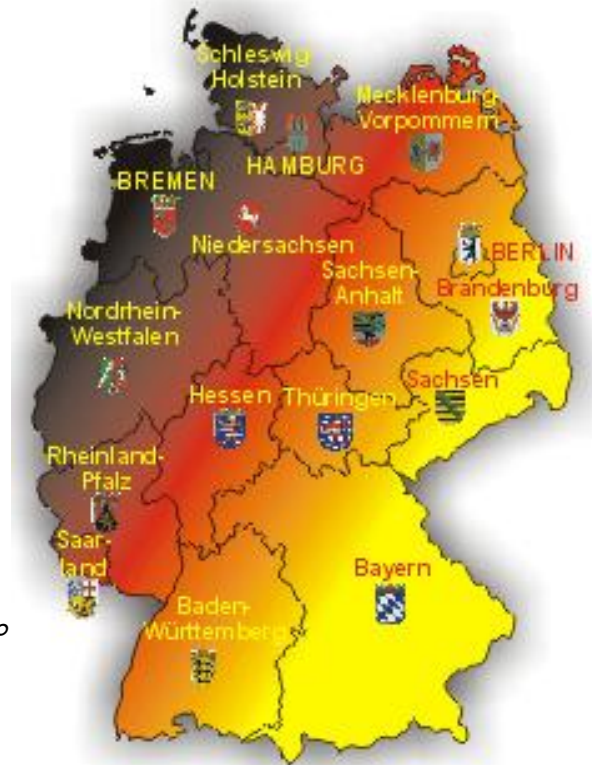 Schleswig-
Holstein
Mecklenburg-
Vorpommern
HAMBURG
BREMEN
Niedersachsen
BERLIN
Sachsen-
Anhalt
Brandenburg
Nordrhein-
Westfalen
Hessen
Thüringen
Sachsen
Rheinland-
Pfalz
Saar-
land
Bayern
Baden-
Württemberg